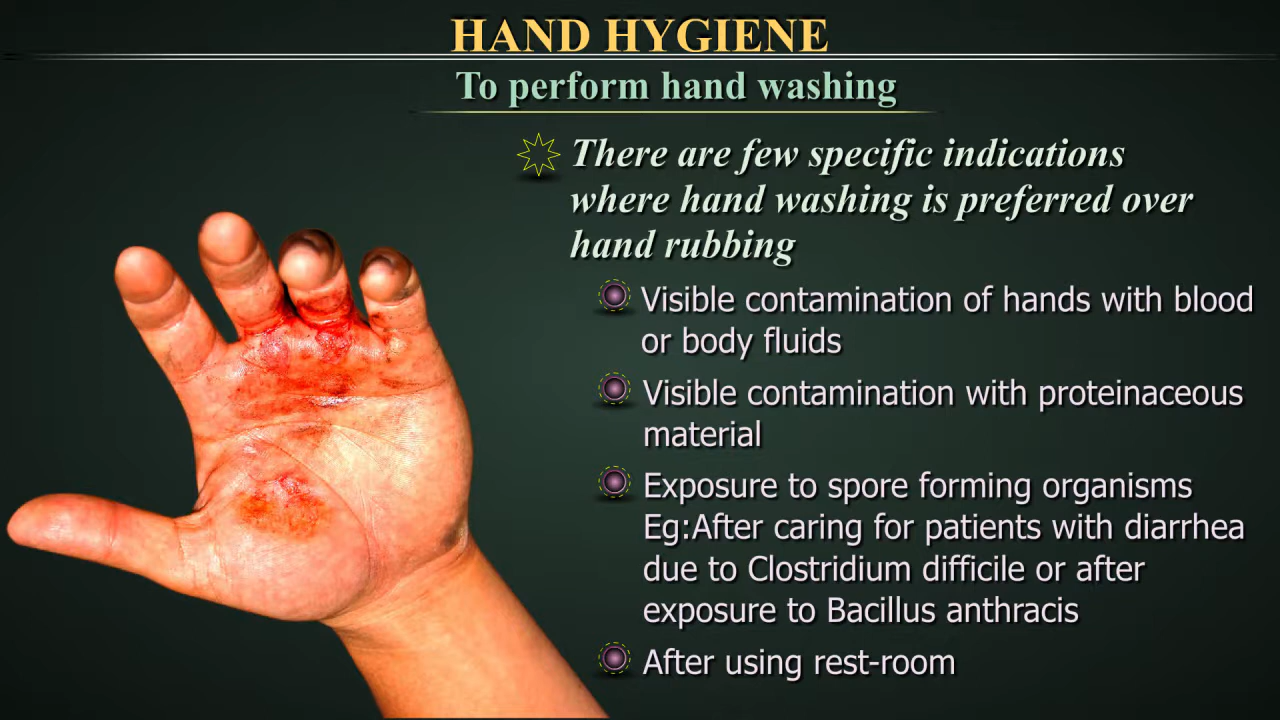 HAND HYGIENE
To perform hand washing
There are few specific indications
where hand washing is preferred over
hand rubbing
Visible contamination of hands with blood
or body fluids
Visible contamination with proteinaceous
material
Exposure to spore forming organisms
Eg:After caring for patients with diarrhea
due to Clostridium difficile or after
exposure to Bacillus anthracis
After using rest-room